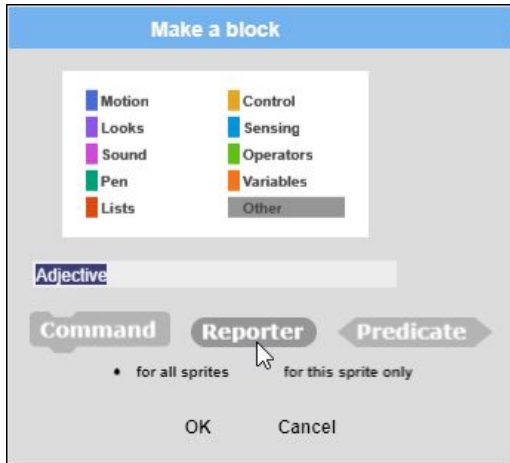 Make a block
Motion Control
Looks Sensing
Sound Operators
Pen Variables
Lists Other
Adjective
Command Reporter Predicate
• for all sprites for this sprite only
OK Cancel